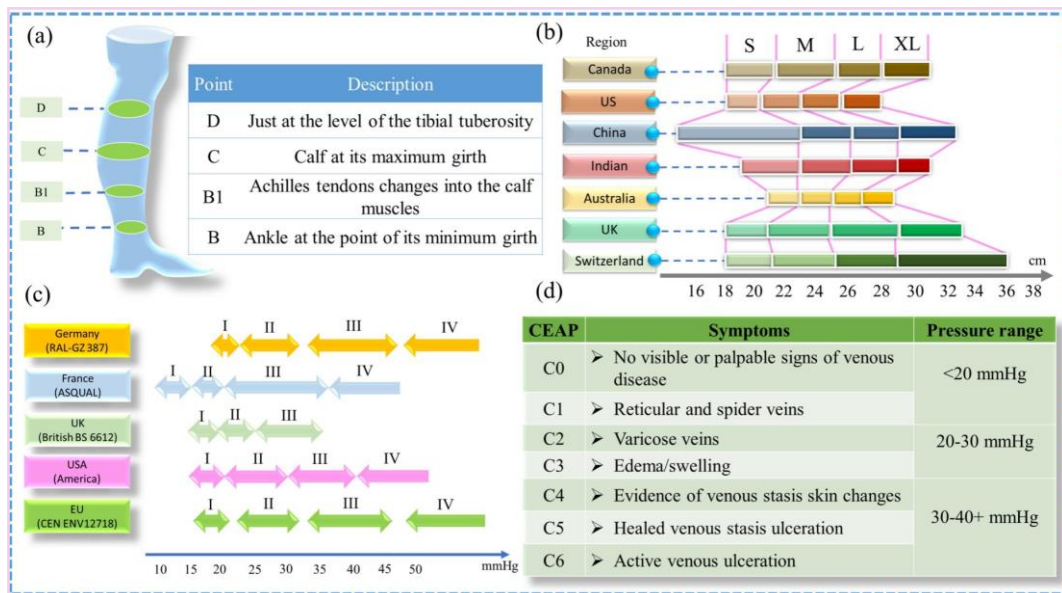 (a)
D
C
B1
B
Point Description
D Just at the level of the tibial tuberosity
C Calf at its maximum girth
B1 Achilles tendons changes into the calf
muscles
B Ankle at the point of its minimum girth
(b)
Region S M L XL
Canada
US
China
Indian
Australia
UK
Switzerland
cm
16 18 20 22 24 26 28 30 32 34 36 38
(c)
Germany
(RAL-GZ 387)
I II III IV
France
(ASQUAL)
I II III IV
UK
(British BS 6612)
I II III
USA
(America)
I II III IV
EU
(CEN ENV12718)
I II III IV
10 15 20 25 30 35 40 45 50 mmHg
(d)
CEAP Symptoms Pressure range
C0 ➢ No visible or palpable signs of venous
disease
<20 mmHg
C1 ➢ Reticular and spider veins
C2 ➢ Varicose veins
20-30 mmHg
C3 ➢ Edema/swelling
C4 ➢ Evidence of venous stasis skin changes
C5 ➢ Healed venous stasis ulceration
30-40+ mmHg
C6 ➢ Active venous ulceration